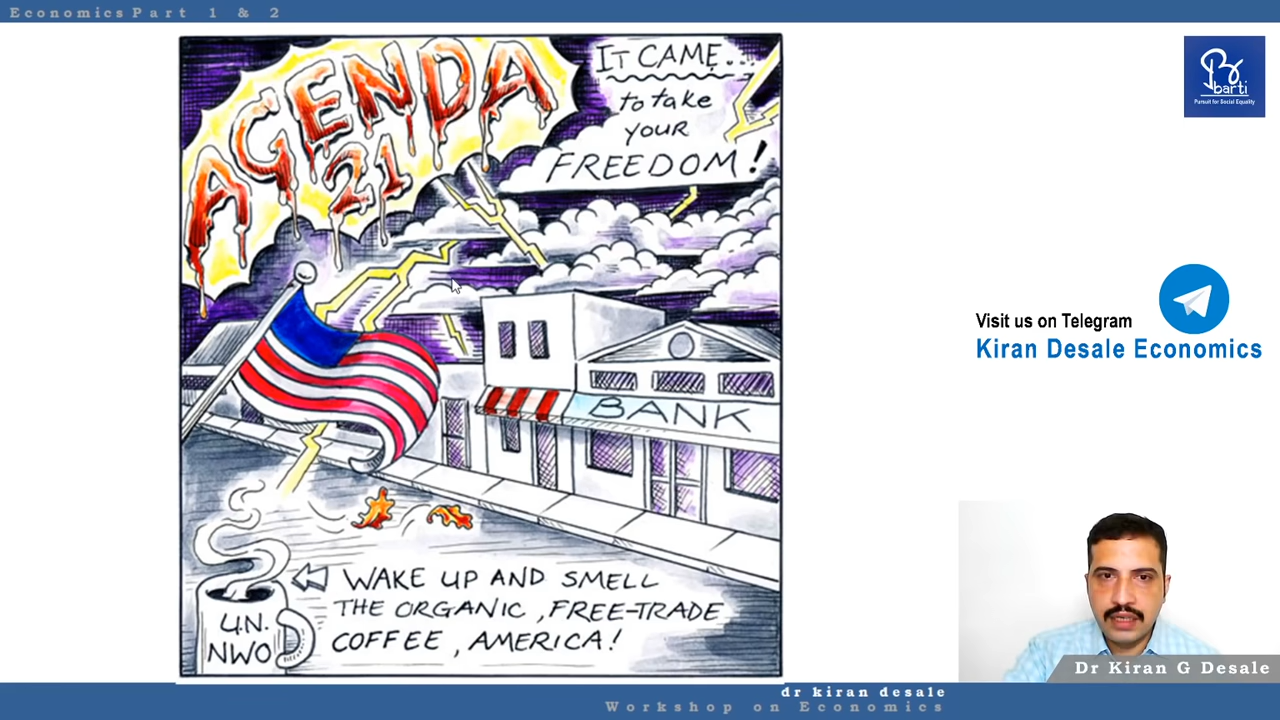 Economics Part 1 & 2
AGENDA
21
IT CAME...
to take
your
FREEDOM!
BANK
U.N.
NWO
WAKE UP AND SMELL
THE ORGANIC, FREE-TRADE
COFFEE, AMERICA!
barti
Pursuit for Social Equality
Visit us on Telegram
Kiran Desale Economics
Dr Kiran G Desale
dr kiran desale
Workshop on Economics